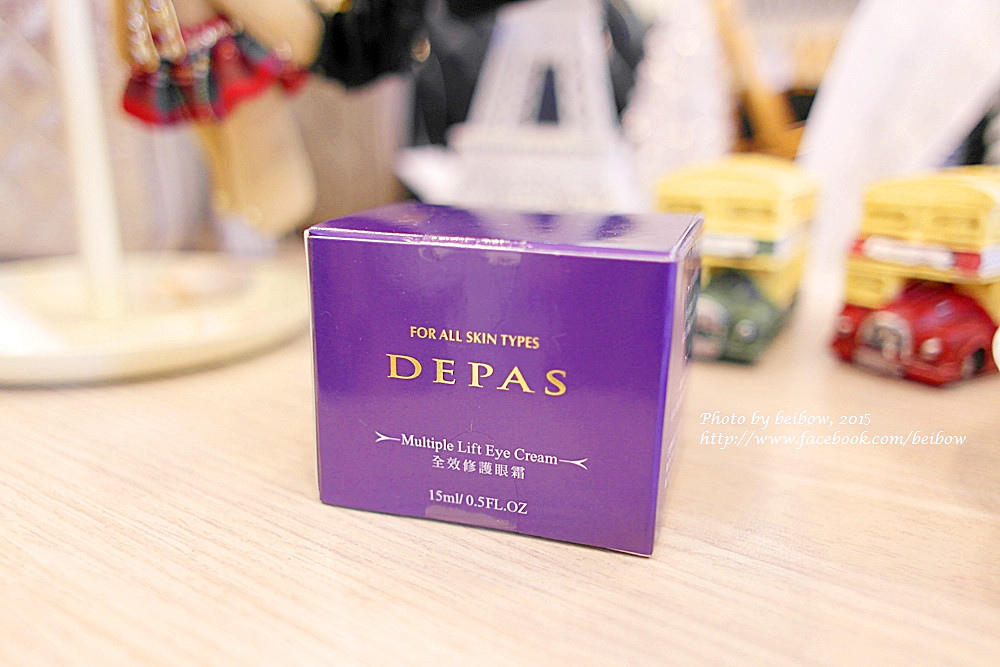 FOR ALL SKIN TYPES
DEPAS
Multiple Lift Eye Cream
全效修護眼霜
15ml/ 0.5FL.OZ
Photo by beibow, 2015
http://www.facebook.com/beibow